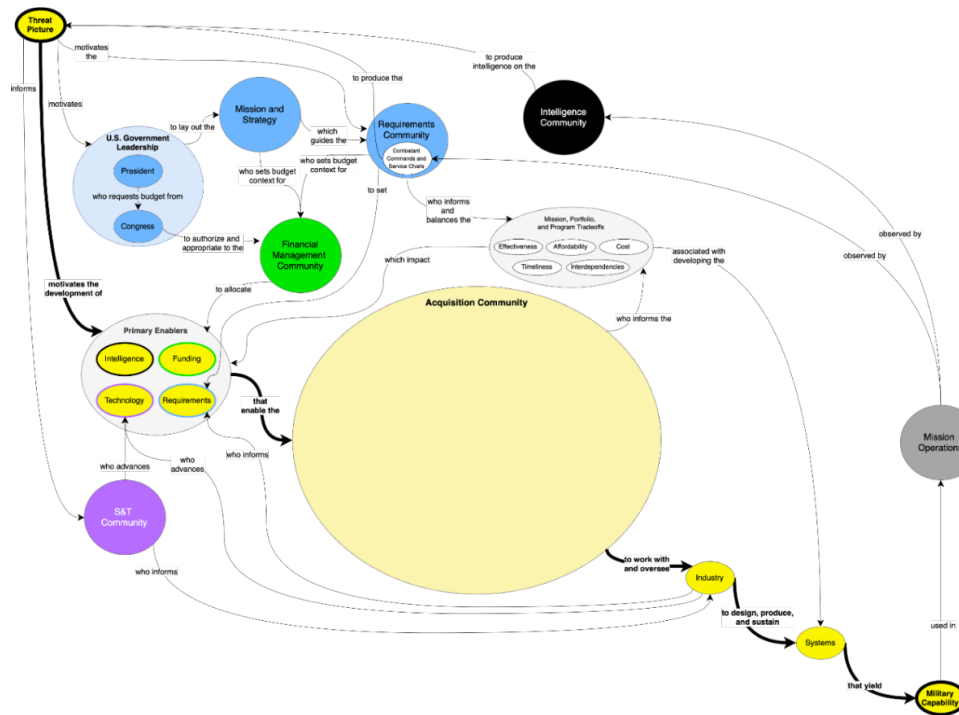 Threat
Picture
motivates
the
to produce the
to produce
intelligence on the
informs
motivates
Mission and
Strategy
to lay out the
which
guides the
Requirements
Community
Combatant
Commands and
Service Chiefs
Intelligence
Community
U.S. Government
Leadership
President
who requests budget from
Congress
who sets budget
context for
who sets budget
context for
to set
who informs
and
balances the
Mission, Portfolio,
and Program Tradeoffs
Effectiveness
Affordability
Cost
Timeliness
Interdependencies
to authorize and
appropriate to the
Financial
Management
Community
which impact
associated with
developing the
observed by
observed by
motivates the
development of
to allocate
Acquisition Community
who informs the
Primary Enablers
Intelligence
Funding
Technology
Requirements
that
enable the
Mission
Operations
who advances
who
advances
who informs
S&T
Community
who informs
to work with
and oversee
Industry
to design, produce,
and sustain
Systems
used in
that yield
Military
Capability